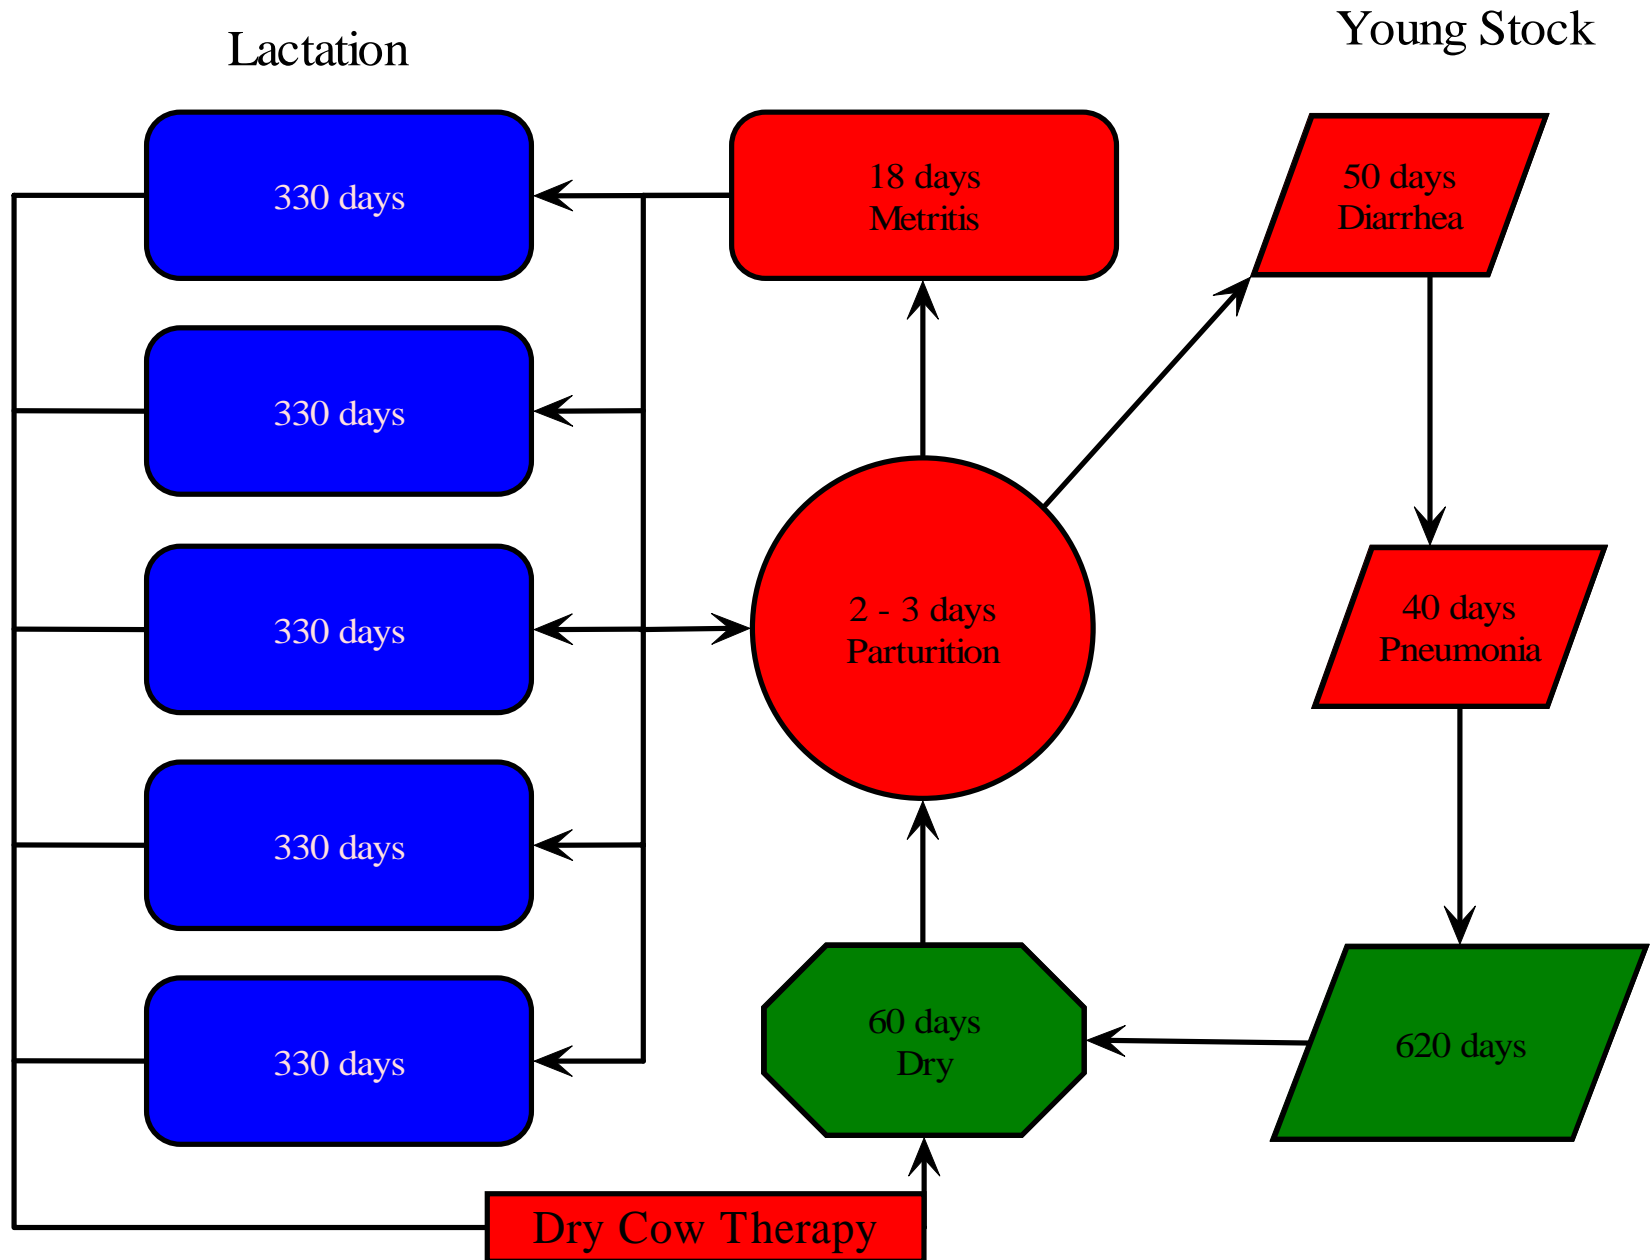 Lactation
Young Stock
330 days
18 days
Metritis
50 days
Diarrhea
330 days
330 days
2 - 3 days
Parturition
40 days
Pneumonia
330 days
330 days
60 days
Dry
620 days
Dry Cow Therapy